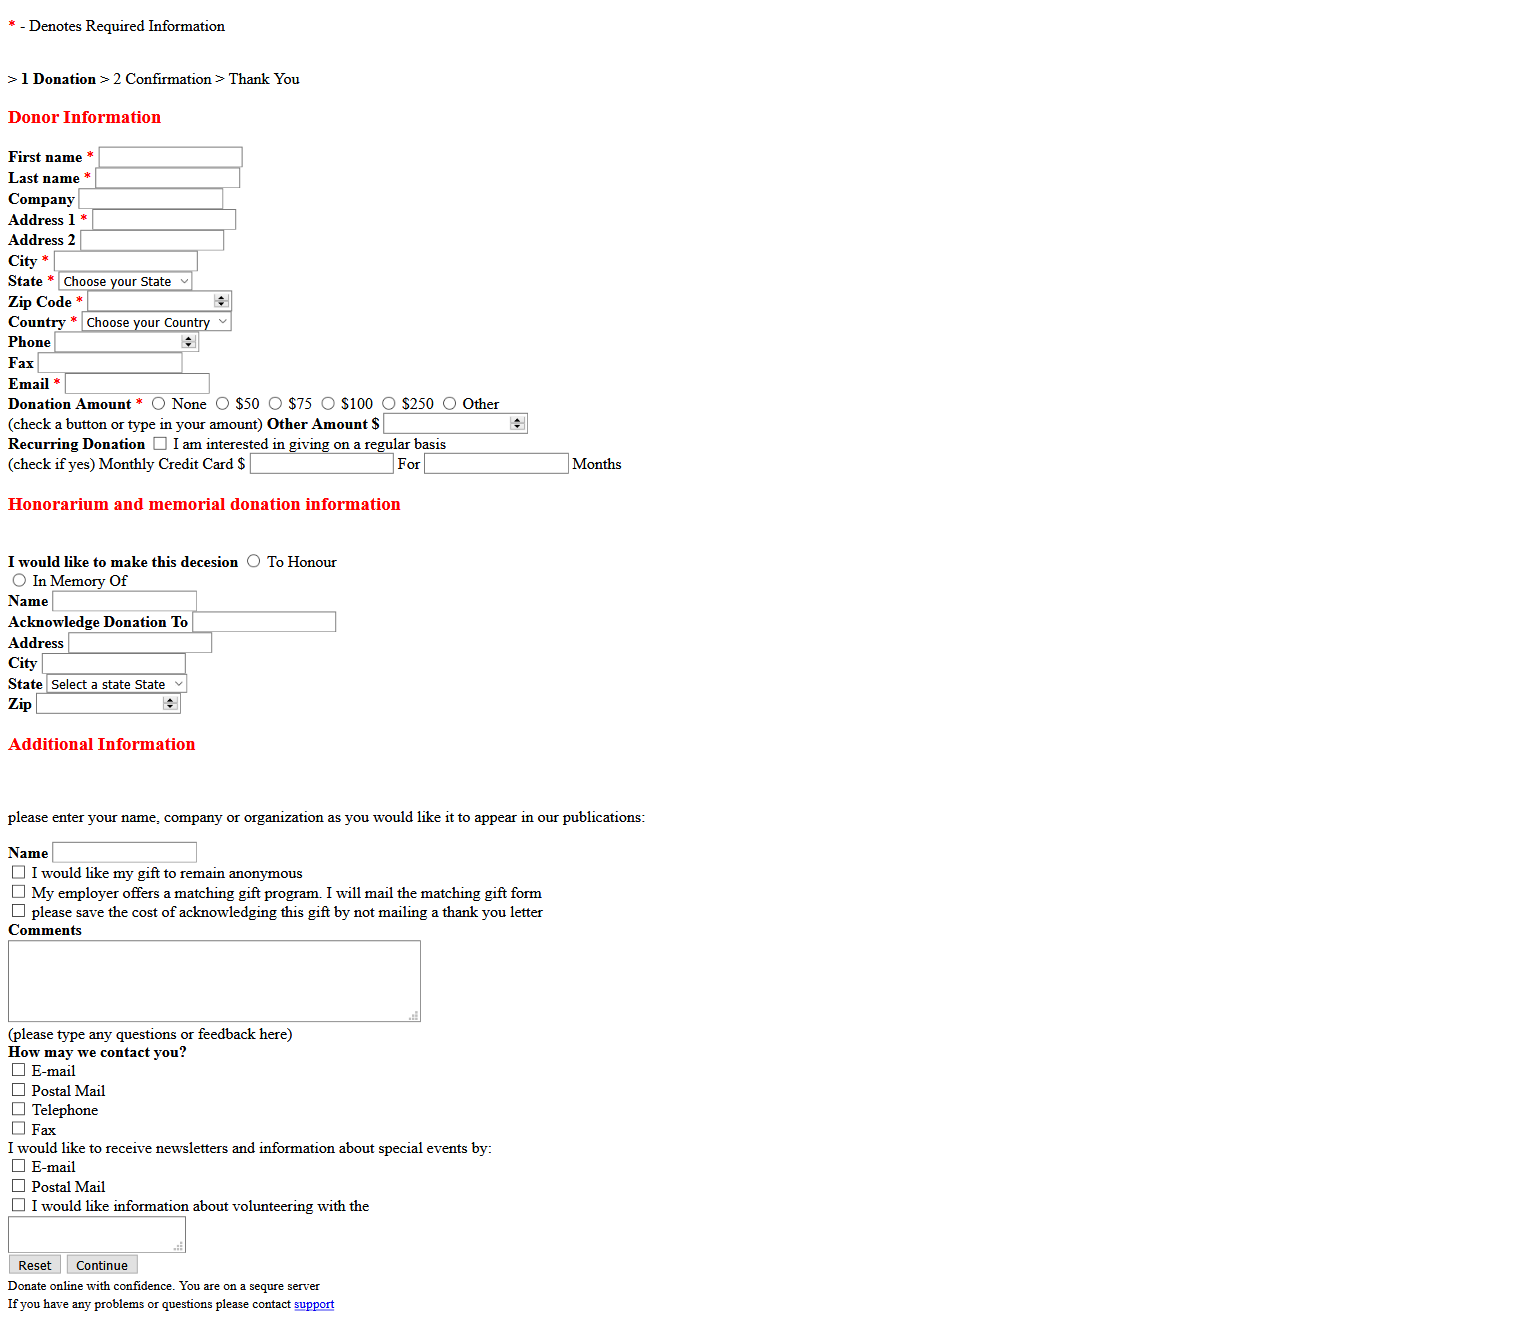 * - Denotes Required Information
> 1 Donation > 2 Confirmation > Thank You
Donor Information
First name *
Last name *
Company
Address 1 *
Address 2
City *
State * Choose your State
Zip Code *
Country * Choose your Country
Phone
Fax
Email *
Donation Amount * None $50 $75 $100 $250 Other
(check a button or type in your amount) Other Amount $
Recurring Donation I am interested in giving on a regular basis
(check if yes) Monthly Credit Card $ For Months
Honorarium and memorial donation information
I would like to make this decesion To Honour
In Memory Of
Name
Acknowledge Donation To
Address
City
State Select a state State
Zip
Additional Information
please enter your name, company or organization as you would like it to appear in our publications:
Name
I would like my gift to remain anonymous
My employer offers a matching gift program. I will mail the matching gift form
please save the cost of acknowledging this gift by not mailing a thank you letter
Comments
(please type any questions or feedback here)
How may we contact you?
E-mail
Postal Mail
Telephone
Fax
I would like to receive newsletters and information about special events by:
E-mail
Postal Mail
I would like information about volunteering with the
Reset Continue
Donate online with confidence. You are on a sequre server
If you have any problems or questions please contact support